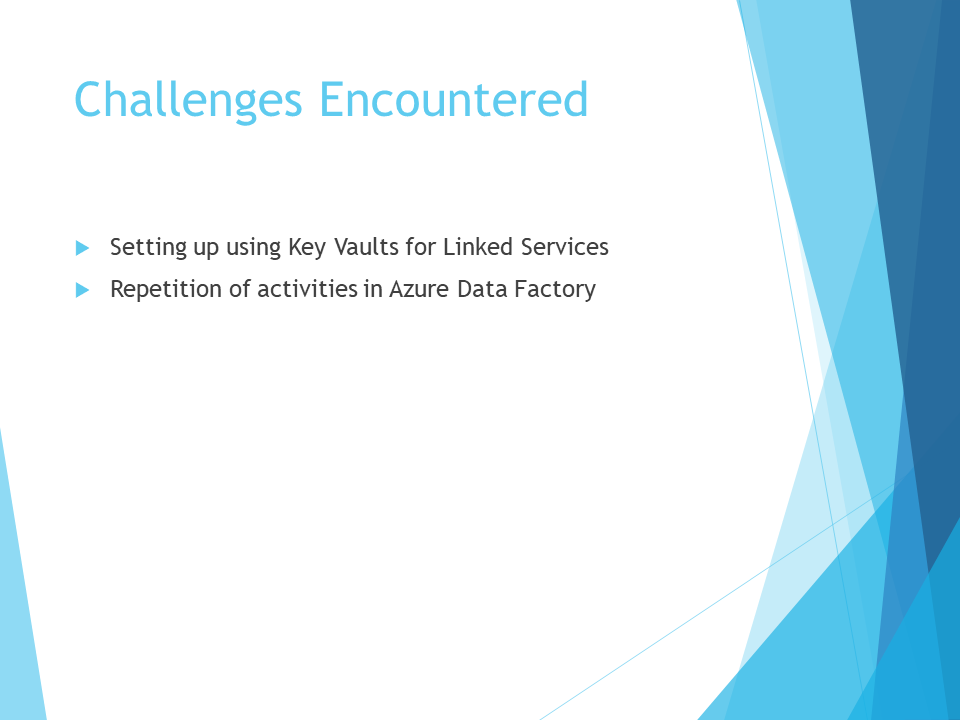 Challenges Encountered
Setting up using Key Vaults for Linked Services
Repetition of activities in Azure Data Factory